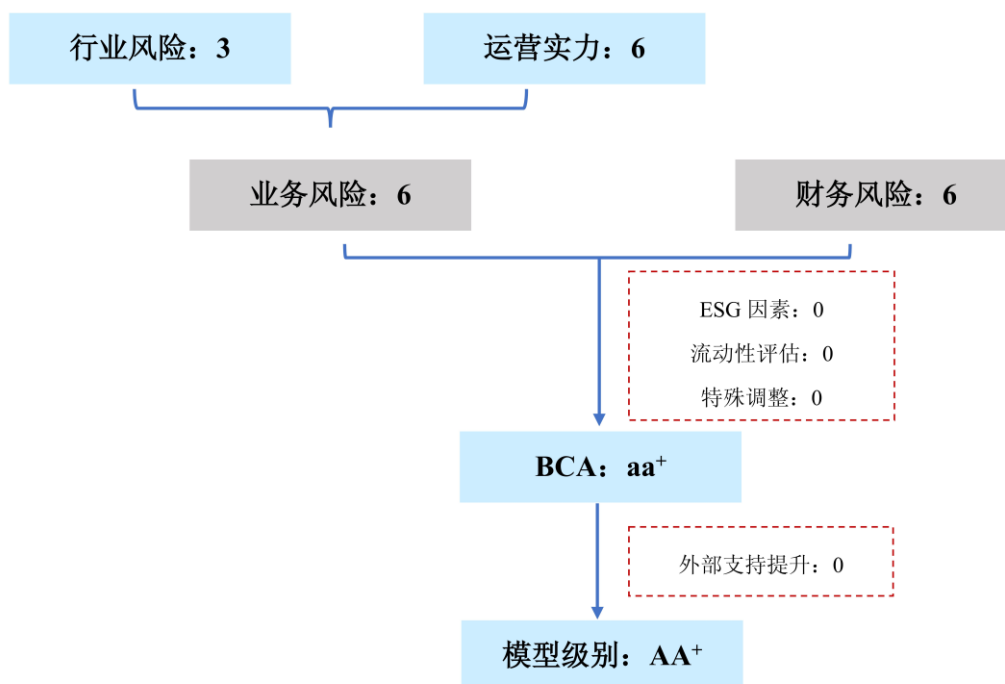 行业风险：3
运营实力：6
业务风险：6
财务风险：6
ESG 因素：0
流动性评估：0
特殊调整：0
BCA：aa⁺
外部支持提升：0
模型级别：AA⁺